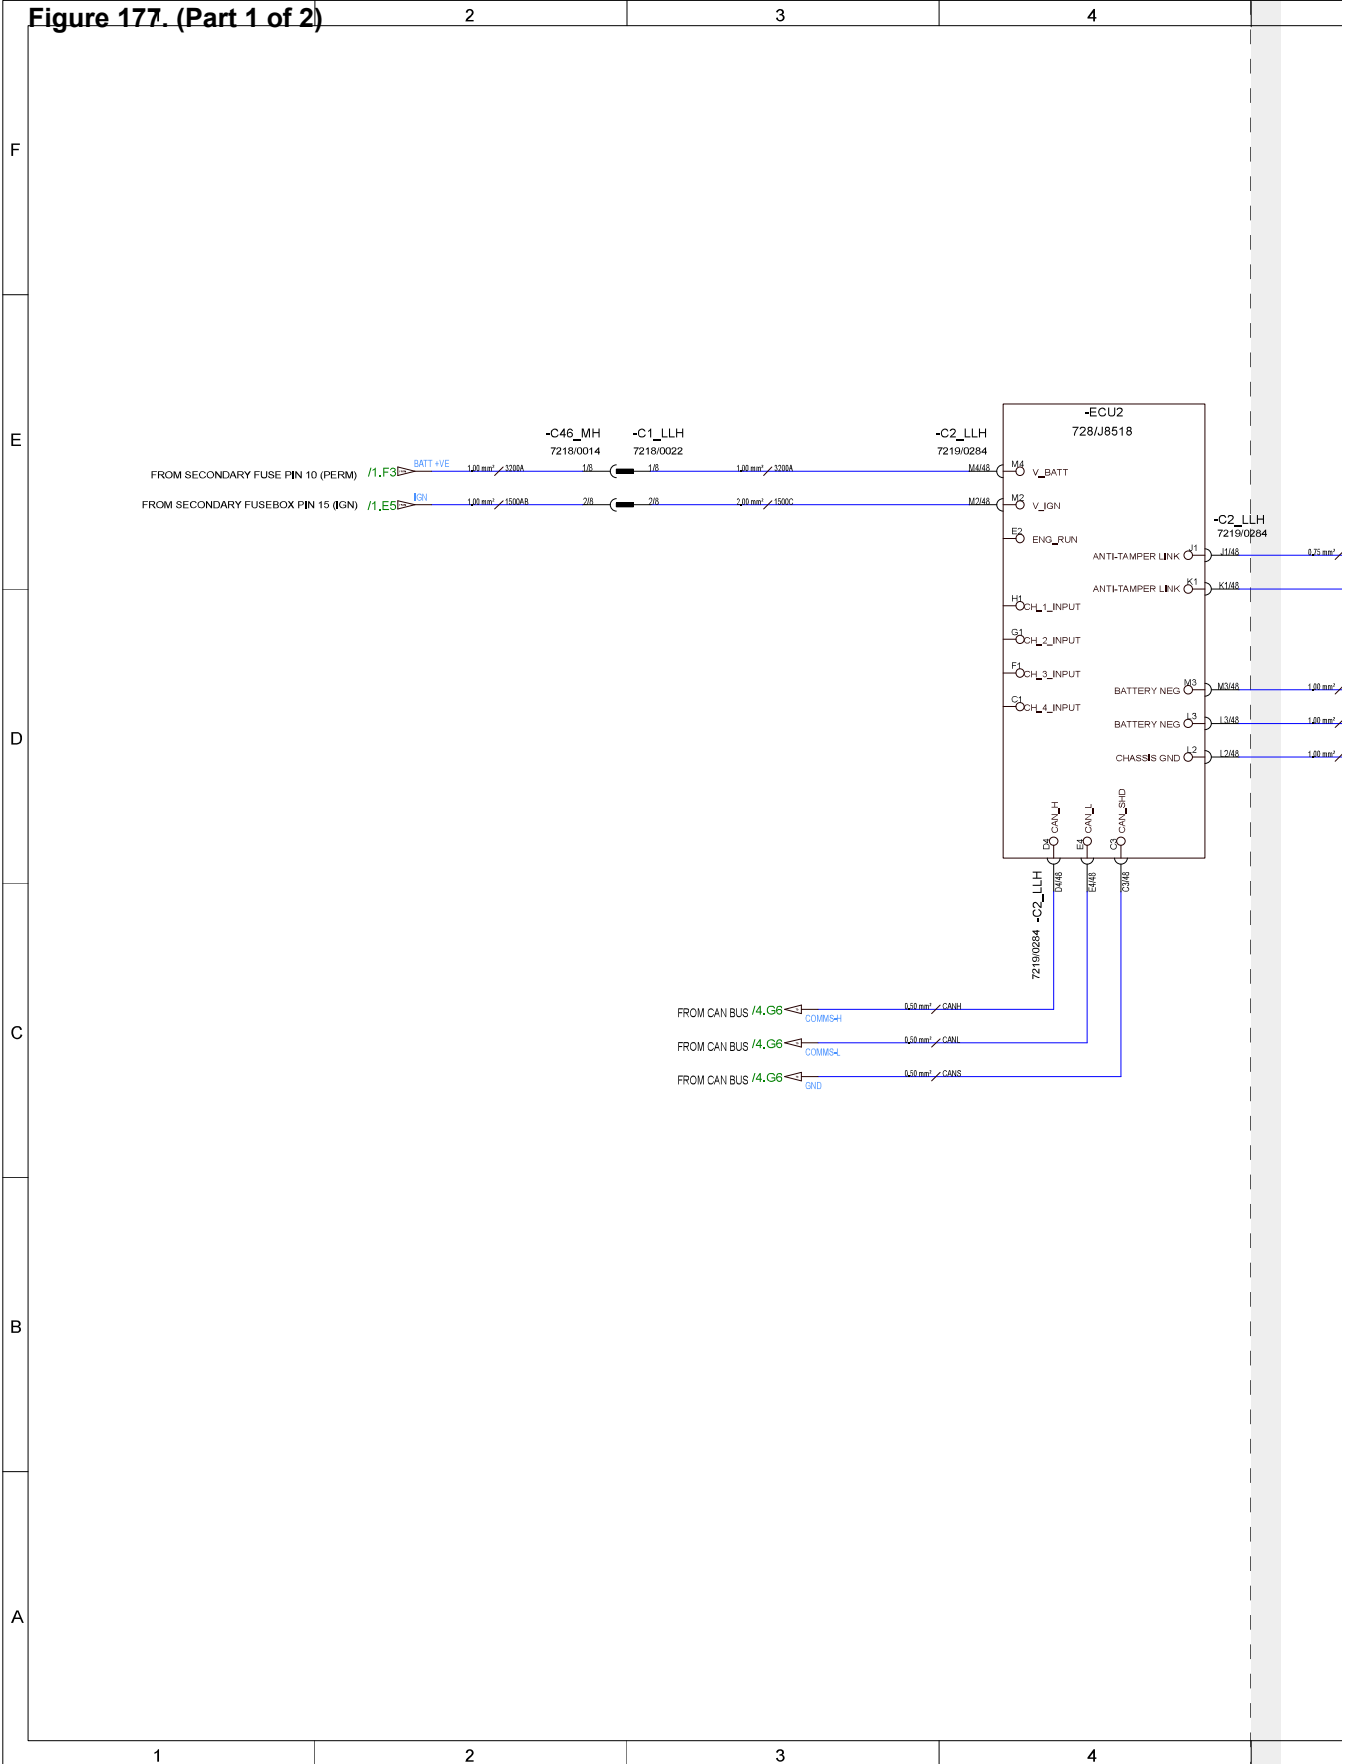 Figure 177. (Part 1 of 2)
1 2 3 4
F
E
-ECU2
728/J8518
-C46_MH -C1_LLH -C2_LLH
7218/0014 7218/0022 7219/0284
FROM SECONDARY FUSE PIN 10 (PERM) /1.F3 BATT +VE 1,00 mm² 3200A 1/8 1/8 1,00 mm² 3200A M4/48 M4 V_BATT
FROM SECONDARY FUSEBOX PIN 15 (IGN) /1.E5 IGN 1,00 mm² 1500AB 2/8 2/8 2,00 mm² 1500C M2/48 M2 V_IGN
E2 ENG_RUN
-C2_LLH
7219/0284
ANTI-TAMPER LINK J1 J1/48 0,75 mm²
ANTI-TAMPER LINK K1 K1/48
H1 CH_1_INPUT
G1 CH_2_INPUT
F1 CH_3_INPUT
C1 CH_4_INPUT
BATTERY NEG M3 M3/48 1,00 mm²
BATTERY NEG L3 L3/48 1,00 mm²
CHASSIS GND L2 L2/48 1,00 mm²
D
D4 CAN_H
E4 CAN_L
C3 CAN_SHD
D4/48
E4/48
C3/48
7219/0284 -C2_LLH
C
FROM CAN BUS /4.G6 COMMS-H 0,50 mm² CANH
FROM CAN BUS /4.G6 COMMS-L 0,50 mm² CANL
FROM CAN BUS /4.G6 GND 0,50 mm² CANS
B
A
1 2 3 4